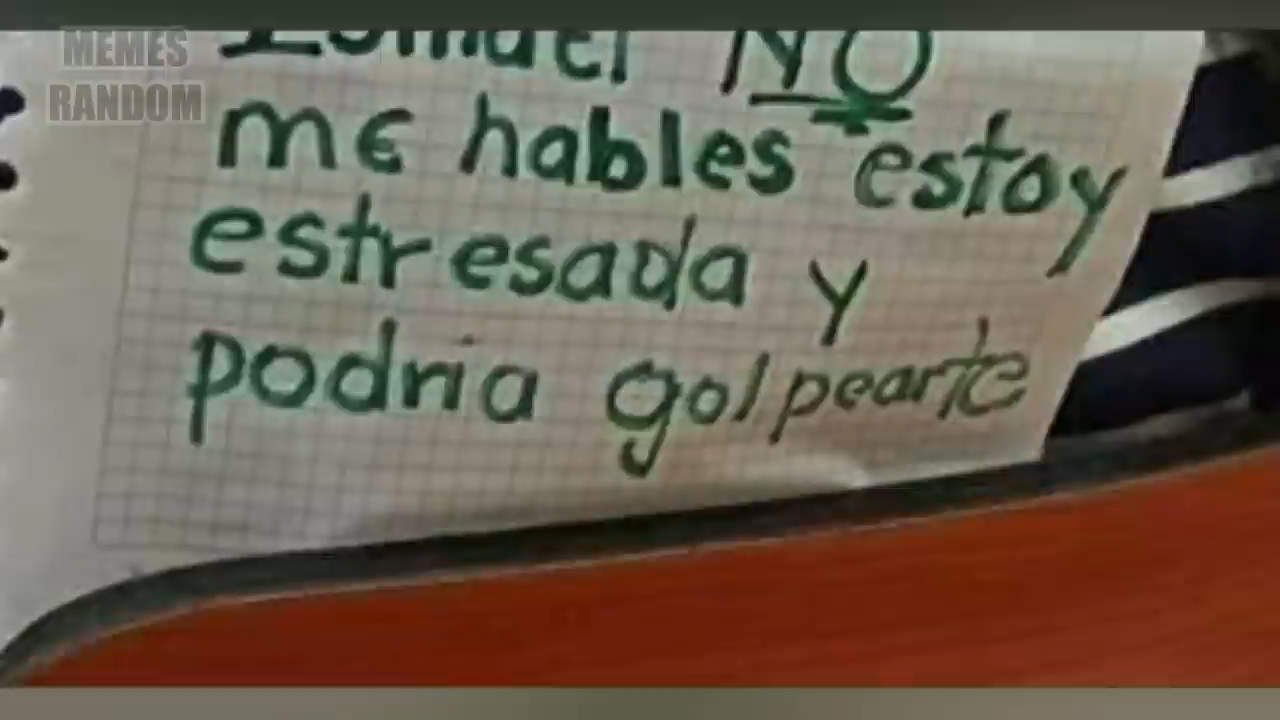 MEMES
RANDOM
NO
me hables estoy
estresada y
podria golpearte